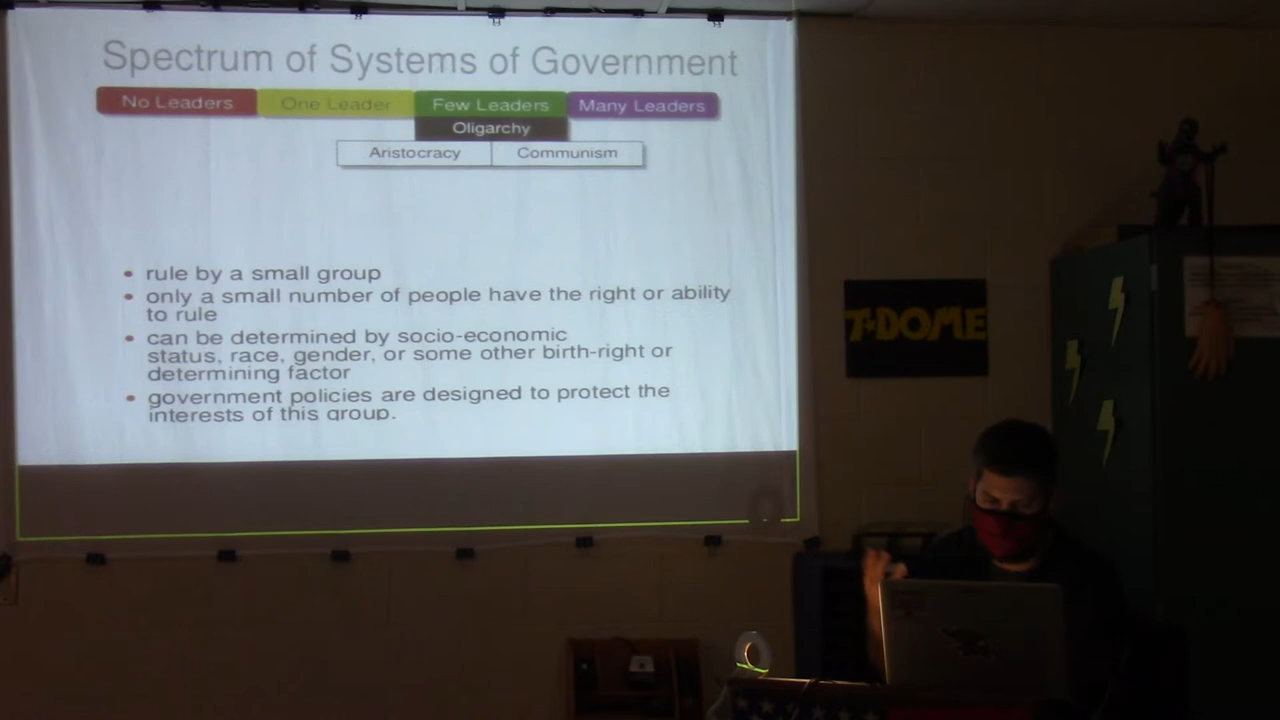 Spectrum of Systems of Government
No Leaders One Leader Few Leaders Many Leaders
Oligarchy
Aristocracy Communism
• rule by a small group
• only a small number of people have the right or ability
to rule
• can be determined by socio-economic
status, race, gender, or some other birth-right or
determining factor
• government policies are designed to protect the
interests of this group.
T-DOME